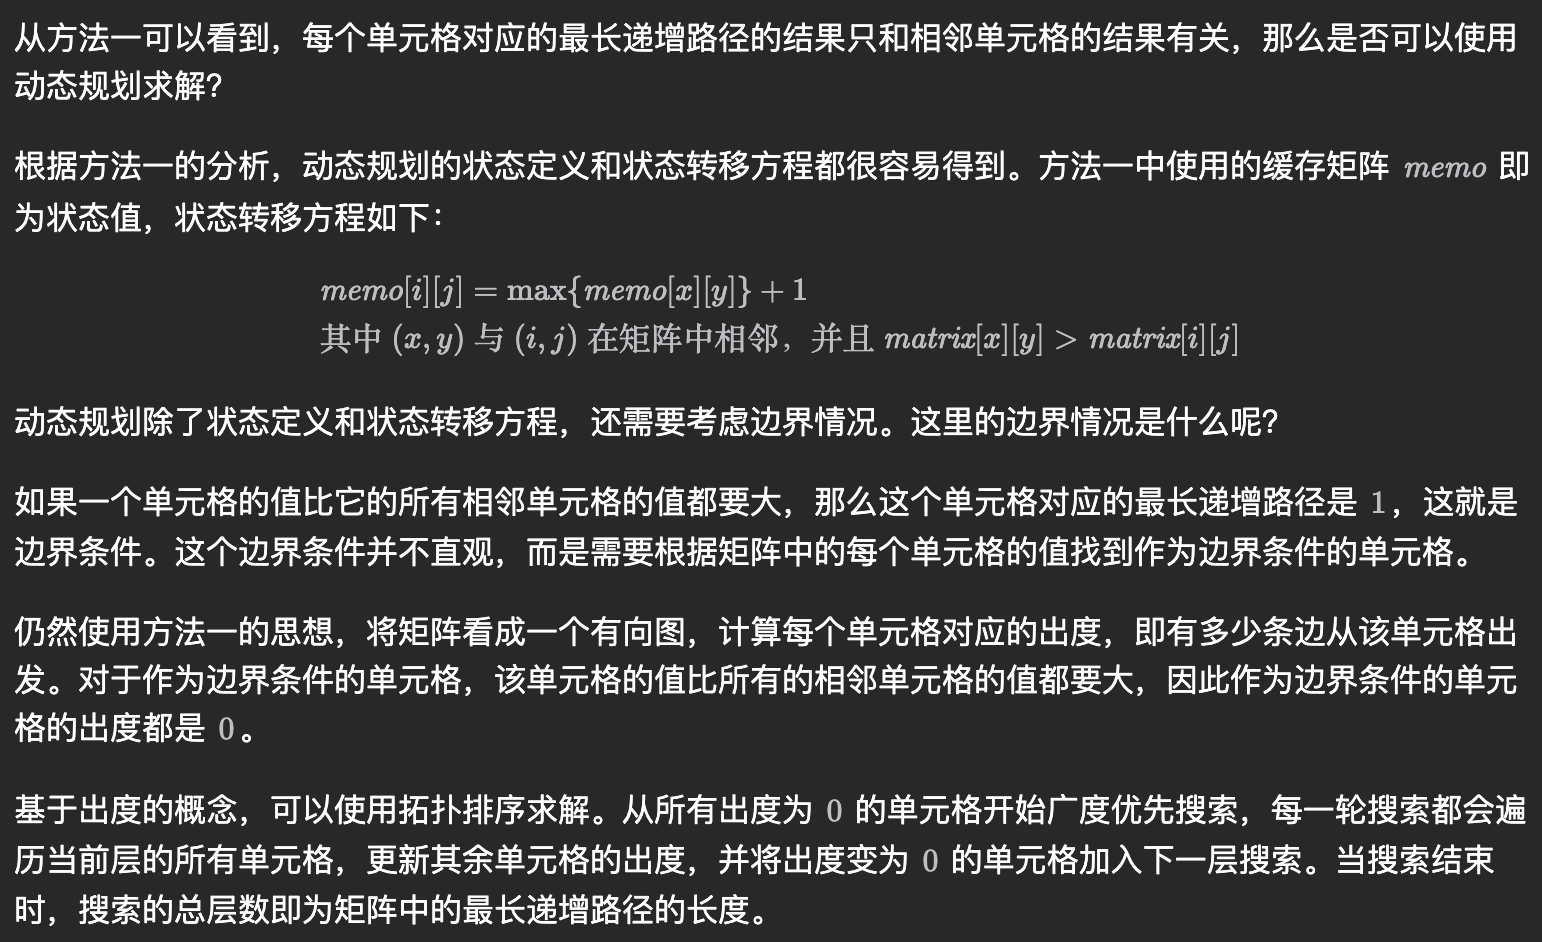 从方法一可以看到，每个单元格对应的最长递增路径的结果只和相邻单元格的结果有关，那么是否可以使用
动态规划求解？
根据方法一的分析，动态规划的状态定义和状态转移方程都很容易得到。方法一中使用的缓存矩阵 memo 即
为状态值，状态转移方程如下：
memo[i][j] = max{memo[x][y]} + 1
其中 (x, y) 与 (i, j) 在矩阵中相邻，并且 matrix[x][y] > matrix[i][j]
动态规划除了状态定义和状态转移方程，还需要考虑边界情况。这里的边界情况是什么呢？
如果一个单元格的值比它的所有相邻单元格的值都要大，那么这个单元格对应的最长递增路径是 1，这就是
边界条件。这个边界条件并不直观，而是需要根据矩阵中的每个单元格的值找到作为边界条件的单元格。
仍然使用方法一的思想，将矩阵看成一个有向图，计算每个单元格对应的出度，即有多少条边从该单元格出
发。对于作为边界条件的单元格，该单元格的值比所有的相邻单元格的值都要大，因此作为边界条件的单元
格的出度都是 0。
基于出度的概念，可以使用拓扑排序求解。从所有出度为 0 的单元格开始广度优先搜索，每一轮搜索都会遍
历当前层的所有单元格，更新其余单元格的出度，并将出度变为 0 的单元格加入下一层搜索。当搜索结束
时，搜索的总层数即为矩阵中的最长递增路径的长度。